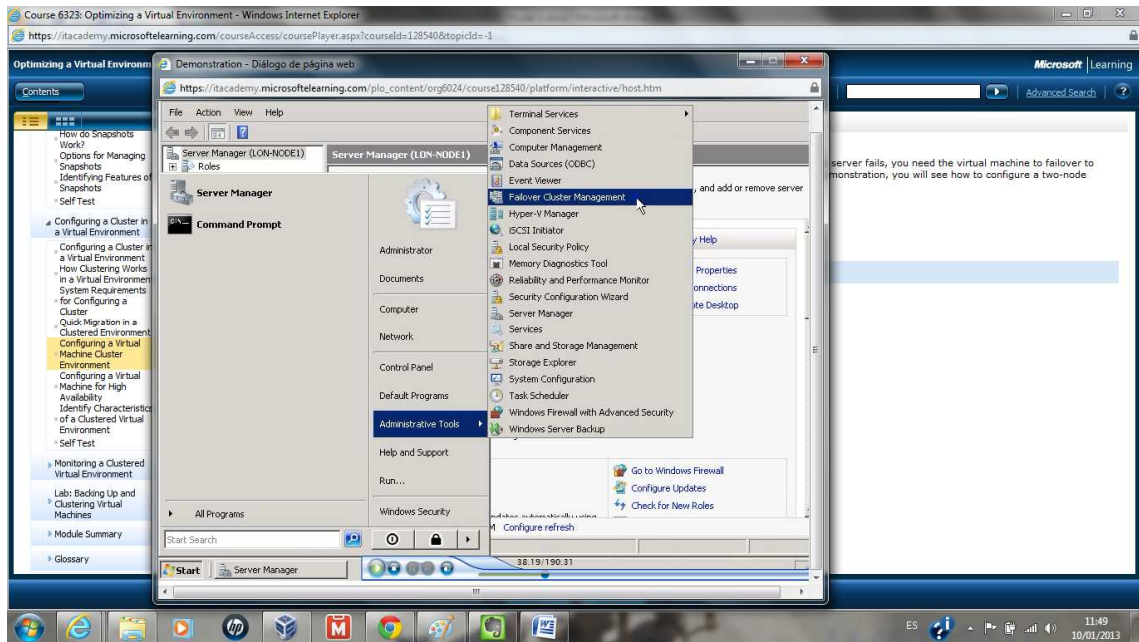 Course 6323: Optimizing a Virtual Environment - Windows Internet Explorer
https://itacademy.microsoftelearning.com/courseAccess/coursePlayer.aspx?courseId=128540&topicId=-1
Optimizing a Virtual Environm
Microsoft | Learning
Contents
Advanced Search
?
How do Snapshots
Work?
Options for Managing
Snapshots
Identifying Features of
Snapshots
Self Test
Configuring a Cluster in
a Virtual Environment
Configuring a Cluster in
a Virtual Environment
How Clustering Works
in a Virtual Environment
System Requirements
for Configuring a
Cluster
Quick Migration in a
Clustered Environment
Configuring a Virtual
Machine Cluster
Environment
Configuring a Virtual
Machine for High
Availability
Identify Characteristics
of a Clustered Virtual
Environment
Self Test
Monitoring a Clustered
Virtual Environment
Lab: Backing Up and
Clustering Virtual
Machines
Module Summary
Glossary
Demonstration - Diálogo de página web
https://itacademy.microsoftelearning.com/plo_content/org6024/course128540/platform/interactive/host.htm
File Action View Help
Server Manager (LON-NODE1)
Roles
Server Manager (LON-NODE1)
Server Manager
Command Prompt
All Programs
Start Search
Administrator
Documents
Computer
Network
Control Panel
Default Programs
Administrative Tools
Help and Support
Run...
Windows Security
Terminal Services
Component Services
Computer Management
Data Sources (ODBC)
Event Viewer
Failover Cluster Management
Hyper-V Manager
iSCSI Initiator
Local Security Policy
Memory Diagnostics Tool
Reliability and Performance Monitor
Security Configuration Wizard
Server Manager
Services
Share and Storage Management
Storage Explorer
System Configuration
Task Scheduler
Windows Firewall with Advanced Security
Windows Server Backup
, and add or remove server
y Help
Properties
onnections
ote Desktop
Go to Windows Firewall
Configure Updates
Check for New Roles
Configure refresh
Start
Server Manager
38.19/190.31
server fails, you need the virtual machine to failover to
monstration, you will see how to configure a two-node
ES
11:49
10/01/2013